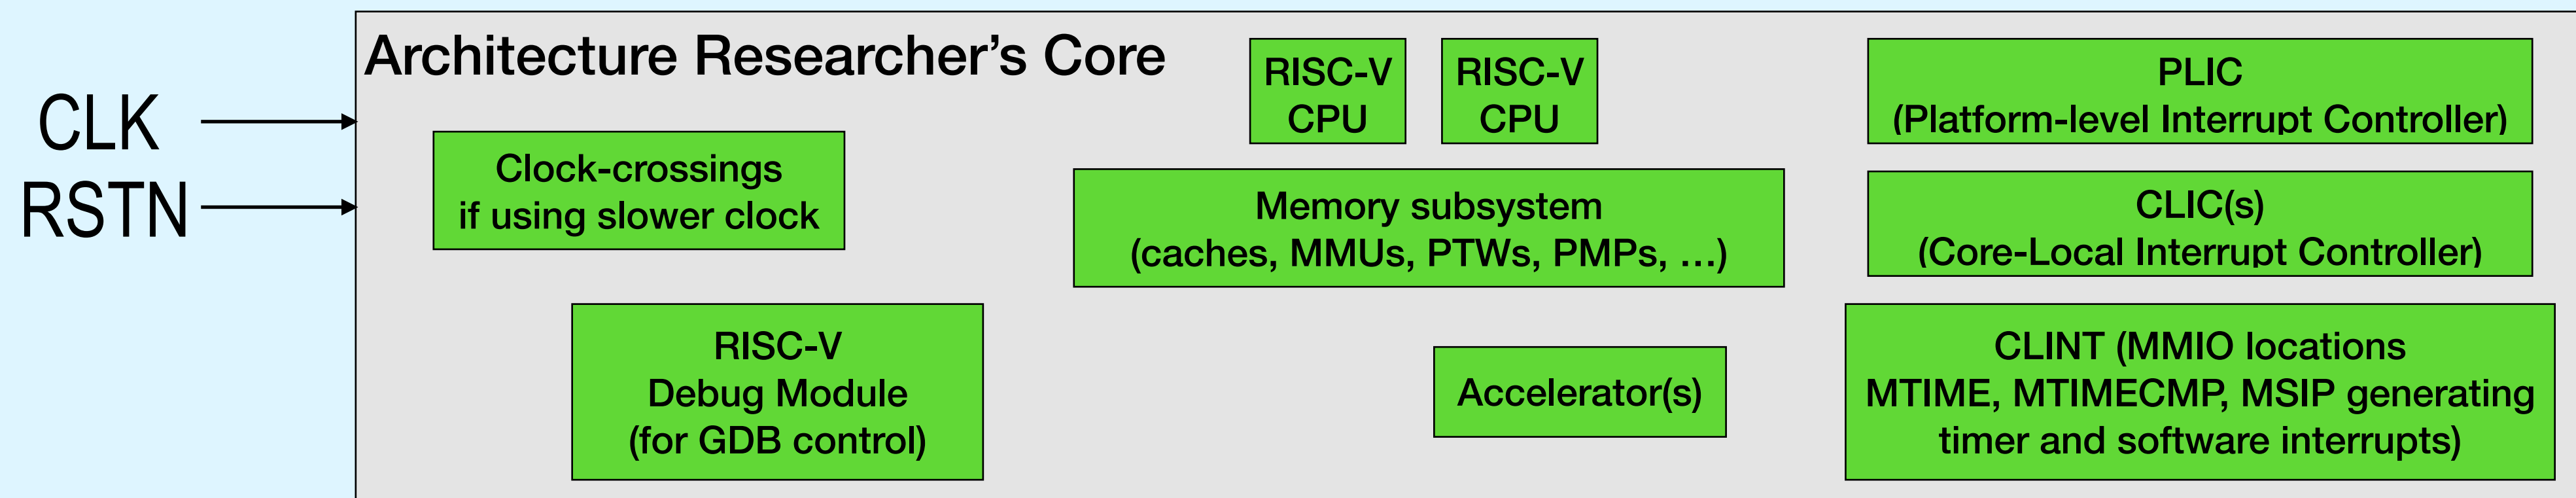 Architecture Researcher's Core
CLK
RSTN
Clock-crossings
if using slower clock
RISC-V
Debug Module
(for GDB control)
RISC-V
CPU
RISC-V
CPU
Memory subsystem
(caches, MMUs, PTWs, PMPs, …)
Accelerator(s)
PLIC
(Platform-level Interrupt Controller)
CLIC(s)
(Core-Local Interrupt Controller)
CLINT (MMIO locations
MTIME, MTIMECMP, MSIP generating
timer and software interrupts)